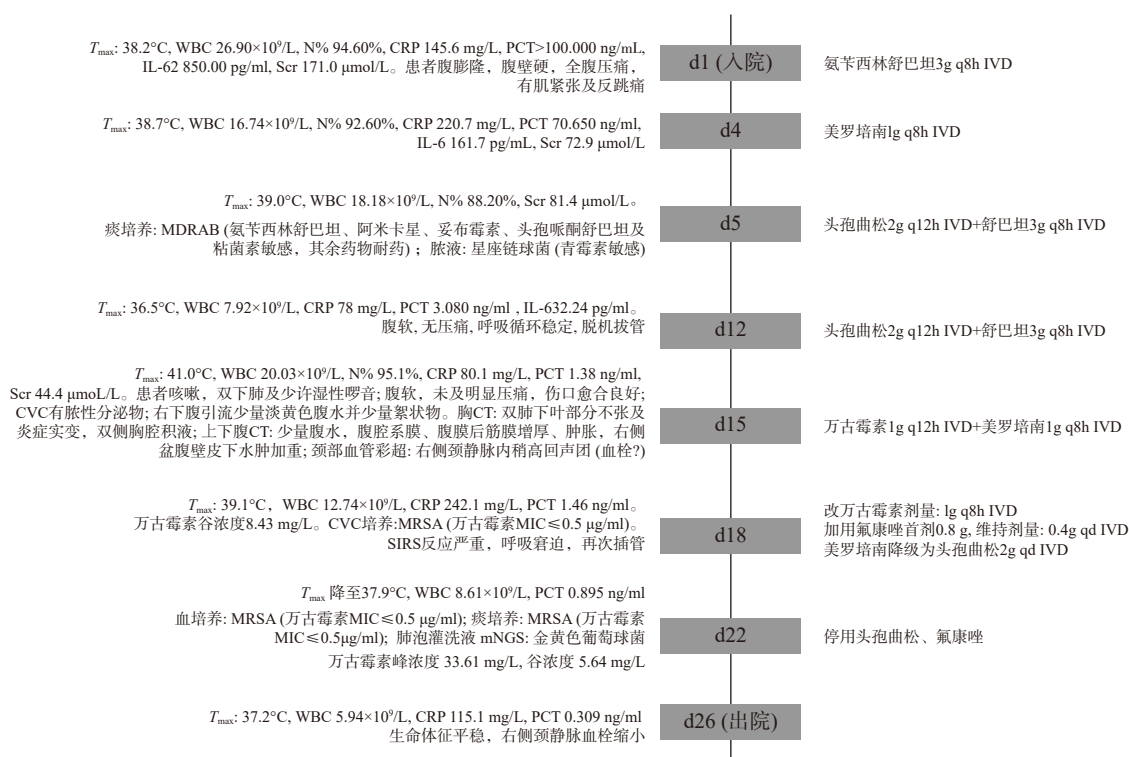 T_max: 38.2°C, WBC 26.90×10⁹/L, N% 94.60%, CRP 145.6 mg/L, PCT>100.000 ng/mL,
IL-62 850.00 pg/ml, Scr 171.0 μmol/L。患者腹膨隆，腹壁硬，全腹压痛，
有肌紧张及反跳痛
d1 (入院)
氨苄西林舒巴坦3g q8h IVD
T_max: 38.7°C, WBC 16.74×10⁹/L, N% 92.60%, CRP 220.7 mg/L, PCT 70.650 ng/ml,
IL-6 161.7 pg/mL, Scr 72.9 μmol/L
d4
美罗培南lg q8h IVD
T_max: 39.0°C, WBC 18.18×10⁹/L, N% 88.20%, Scr 81.4 μmol/L。
痰培养: MDRAB (氨苄西林舒巴坦、阿米卡星、妥布霉素、头孢哌酮舒巴坦及
粘菌素敏感，其余药物耐药) ；脓液: 星座链球菌 (青霉素敏感)
d5
头孢曲松2g q12h IVD+舒巴坦3g q8h IVD
T_max: 36.5°C, WBC 7.92×10⁹/L, CRP 78 mg/L, PCT 3.080 ng/ml , IL-632.24 pg/ml。
腹软, 无压痛, 呼吸循环稳定, 脱机拔管
d12
头孢曲松2g q12h IVD+舒巴坦3g q8h IVD
T_max: 41.0°C, WBC 20.03×10⁹/L, N% 95.1%, CRP 80.1 mg/L, PCT 1.38 ng/ml,
Scr 44.4 μmoL/L。患者咳嗽，双下肺及少许湿性啰音; 腹软，未及明显压痛，伤口愈合良好;
CVC有脓性分泌物; 右下腹引流少量淡黄色腹水并少量絮状物。胸CT: 双肺下叶部分不张及
炎症实变，双侧胸腔积液; 上下腹CT: 少量腹水，腹腔系膜、腹膜后筋膜增厚、肿胀，右侧
盆腹壁皮下水肿加重; 颈部血管彩超: 右侧颈静脉内稍高回声团 (血栓?)
d15
万古霉素1g q12h IVD+美罗培南1g q8h IVD
T_max: 39.1°C，WBC 12.74×10⁹/L, CRP 242.1 mg/L, PCT 1.46 ng/ml。
万古霉素谷浓度8.43 mg/L。CVC培养:MRSA (万古霉素MIC≤0.5 μg/ml)。
SIRS反应严重，呼吸窘迫，再次插管
d18
改万古霉素剂量: lg q8h IVD
加用氟康唑首剂0.8 g, 维持剂量: 0.4g qd IVD
美罗培南降级为头孢曲松2g qd IVD
T_max 降至37.9°C, WBC 8.61×10⁹/L, PCT 0.895 ng/ml
血培养: MRSA (万古霉素MIC≤0.5 μg/ml); 痰培养: MRSA (万古霉素
MIC≤0.5μg/ml); 肺泡灌洗液 mNGS: 金黄色葡萄球菌
万古霉素峰浓度 33.61 mg/L, 谷浓度 5.64 mg/L
d22
停用头孢曲松、氟康唑
T_max: 37.2°C, WBC 5.94×10⁹/L, CRP 115.1 mg/L, PCT 0.309 ng/ml
生命体征平稳，右侧颈静脉血栓缩小
d26 (出院)